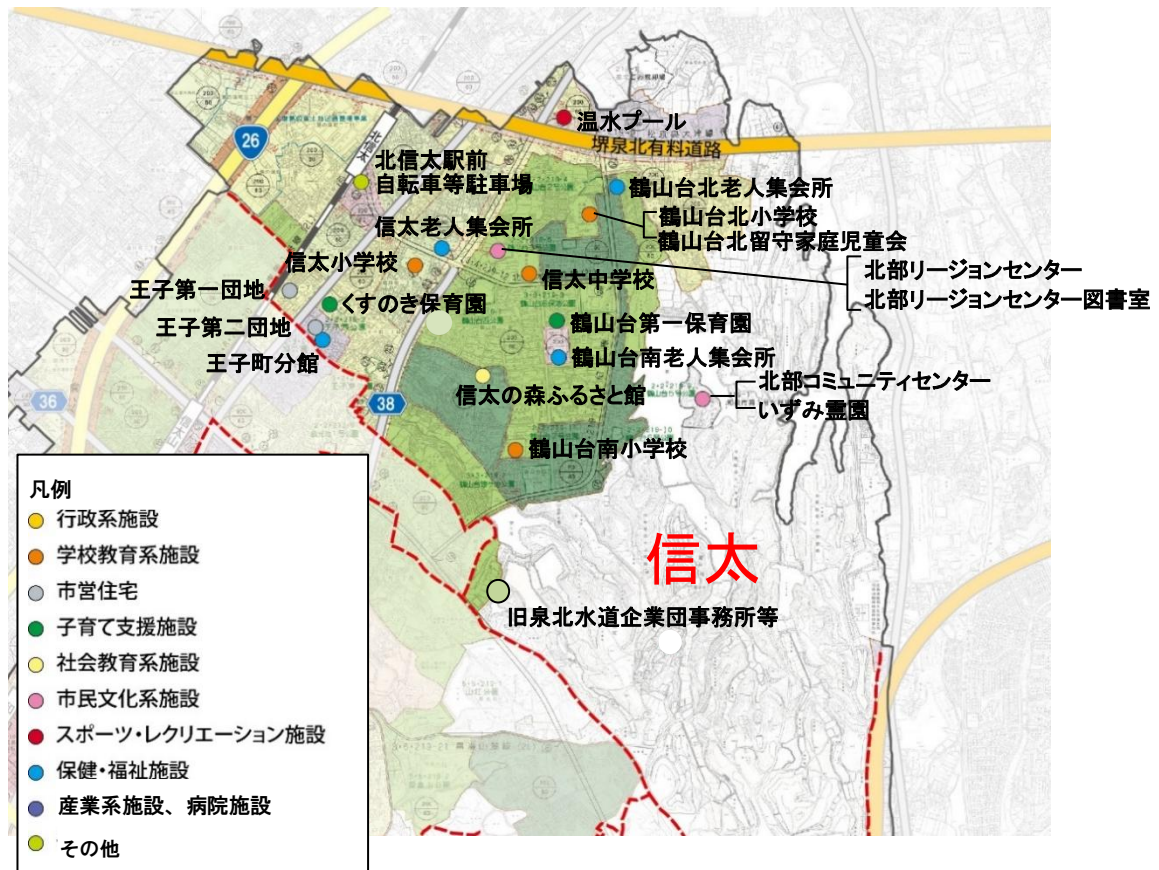 温水プール
堺泉北有料道路
26
北信太
北信太駅前
自転車等駐車場
鶴山台北老人集会所
鶴山台北小学校
鶴山台北留守家庭児童会
信太老人集会所
北部リージョンセンター
北部リージョンセンター図書室
信太小学校
信太中学校
王子第一団地
くすのき保育園
鶴山台第一保育園
王子第二団地
王子町分館
鶴山台南老人集会所
北部コミュニティセンター
いずみ霊園
信太の森ふるさと館
36
38
鶴山台南小学校
信太
旧泉北水道企業団事務所等
凡例
行政系施設
学校教育系施設
市営住宅
子育て支援施設
社会教育系施設
市民文化系施設
スポーツ・レクリエーション施設
保健・福祉施設
産業系施設、病院施設
その他